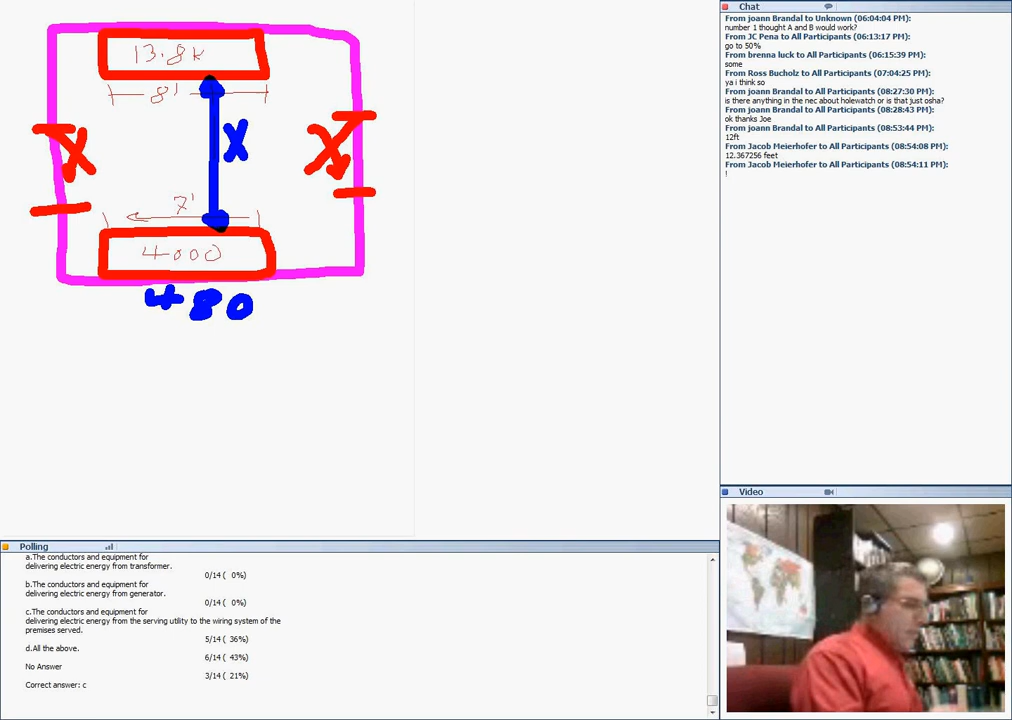 13.8k
8'
X
X
X
7'
4000
480
Chat
From joann Brandal to Unknown (06:04:04 PM):
number 1 thought A and B would work?
From JC Pena to All Participants (06:13:17 PM):
go to 50%
From brenna luck to All Participants (06:15:39 PM):
some
From Ross Bucholz to All Participants (07:04:25 PM):
ya i think so
From joann Brandal to All Participants (08:27:30 PM):
is there anything in the nec about holewatch or is that just osha?
From joann Brandal to All Participants (08:28:43 PM):
ok thanks Joe
From joann Brandal to All Participants (08:53:44 PM):
12ft
From Jacob Meierhofer to All Participants (08:54:08 PM):
12.367256 feet
From Jacob Meierhofer to All Participants (08:54:11 PM):
!
Video
Polling
a.The conductors and equipment for
delivering electric energy from transformer.
0/14 ( 0%)
b.The conductors and equipment for
delivering electric energy from generator.
0/14 ( 0%)
c.The conductors and equipment for
delivering electric energy from the serving utility to the wiring system of the
premises served.
5/14 ( 36%)
d.All the above.
6/14 ( 43%)
No Answer
3/14 ( 21%)
Correct answer: c